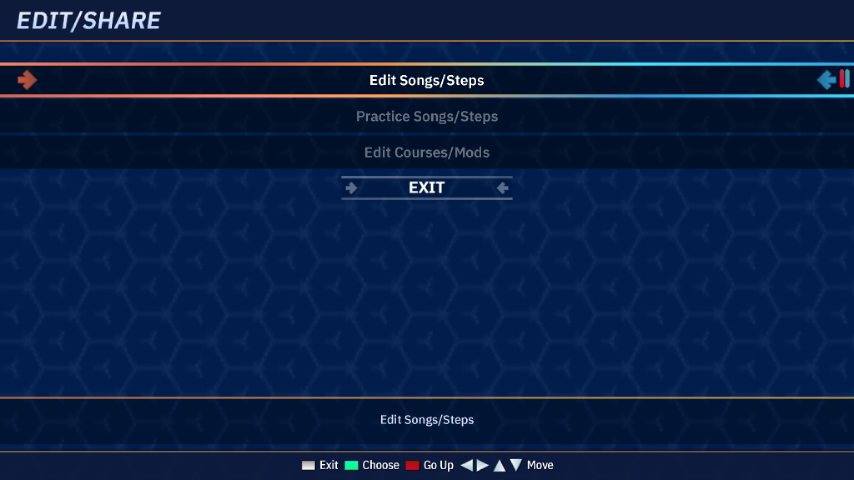 EDIT/SHARE
Edit Songs/Steps
Practice Songs/Steps
Edit Courses/Mods
EXIT
Edit Songs/Steps
Exit Choose Go Up Move